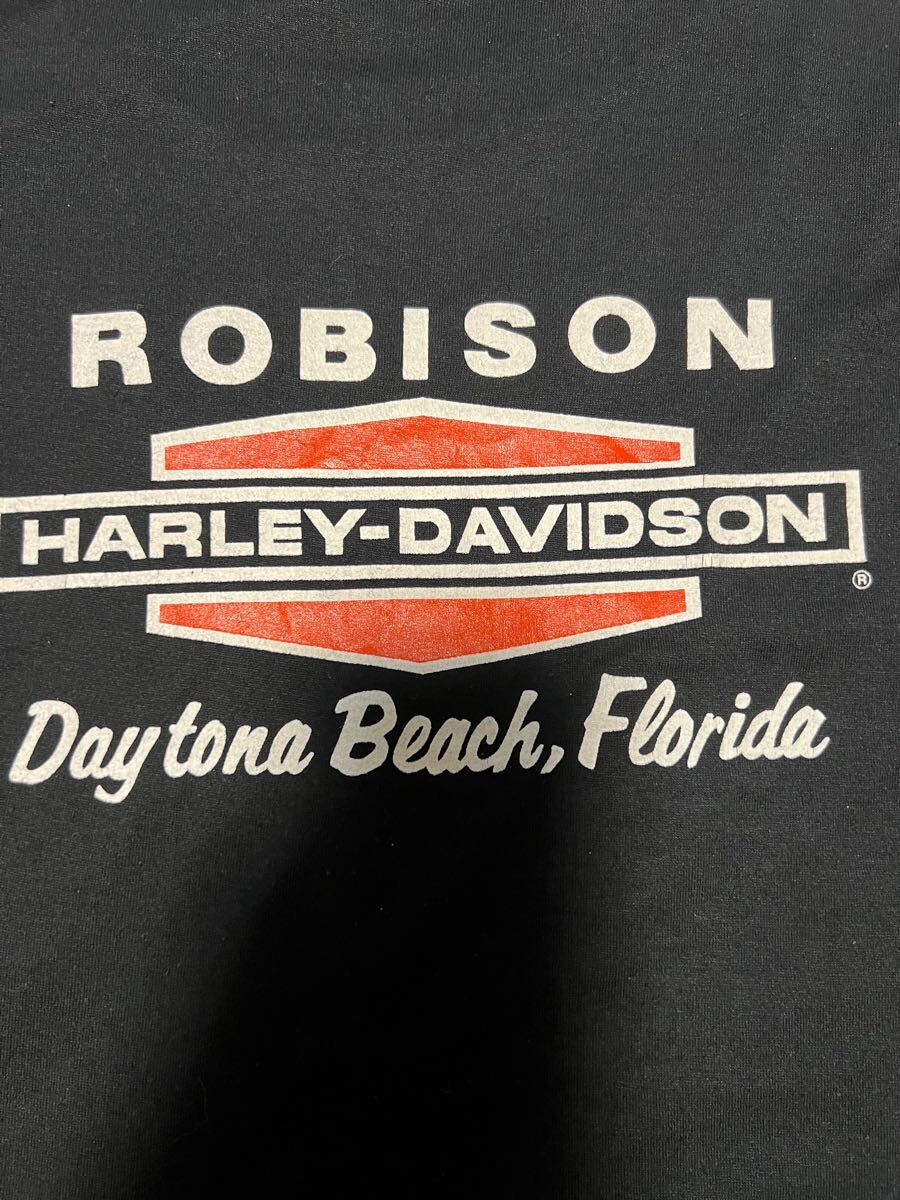 ROBISON
HARLEY-DAVIDSON
®
Daytona Beach, Florida